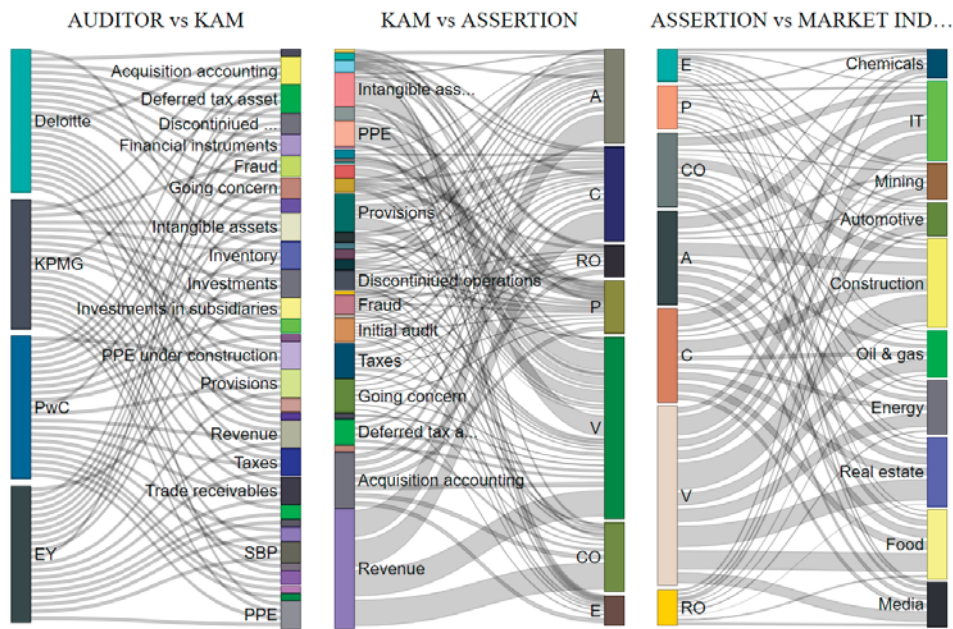 AUDITOR vs KAM
KAM vs ASSERTION
ASSERTION vs MARKET IND…
Deloitte
KPMG
PwC
EY
Acquisition accounting
Deferred tax asset
Discontiniued ...
Financial instruments
Fraud
Going concern
Intangible assets
Inventory
Investments
Investments in subsidiaries
PPE under construction
Provisions
Revenue
Taxes
Trade receivables
SBP
PPE
Intangible ass...
PPE
Provisions
Discontiniued operations
Fraud
Initial audit
Taxes
Going concern
Deferred tax a...
Acquisition accounting
Revenue
A
C
RO
P
V
CO
E
E
P
CO
A
C
V
RO
Chemicals
IT
Mining
Automotive
Construction
Oil & gas
Energy
Real estate
Food
Media